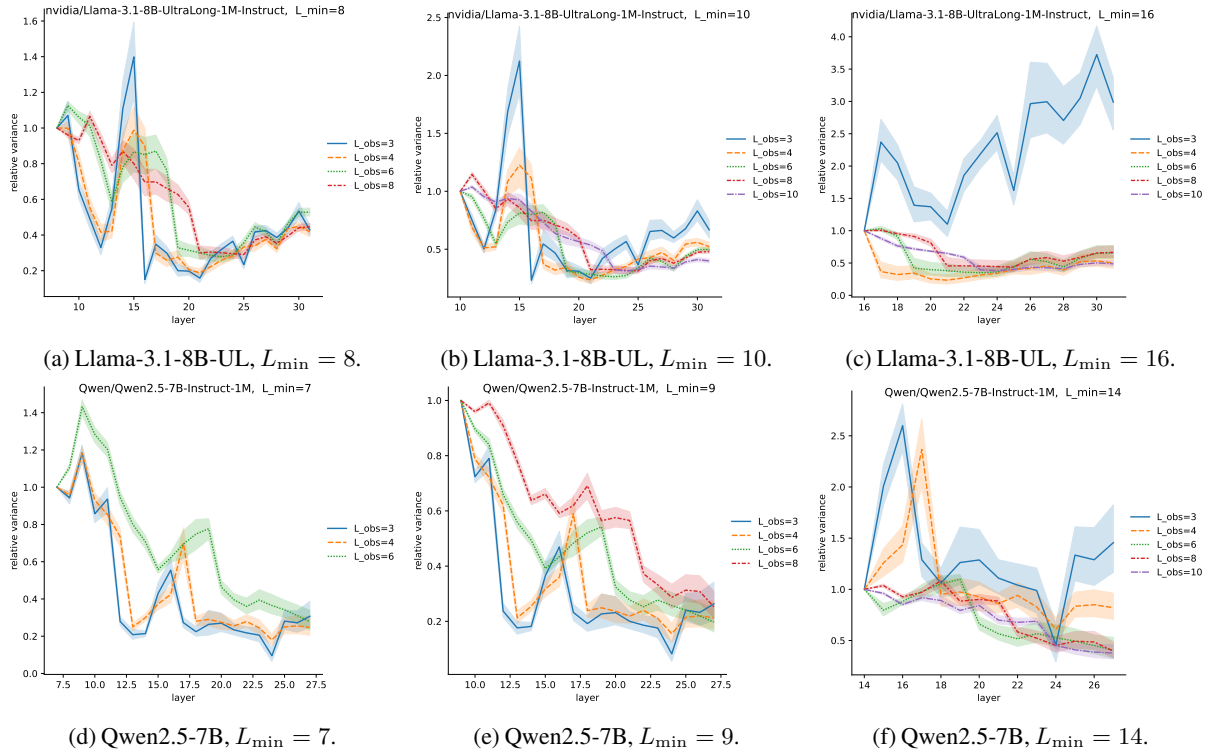 nvidia/Llama-3.1-8B-UltraLong-1M-Instruct, L_min=8
relative variance
1.6
1.4
1.2
1.0
0.8
0.6
0.4
0.2
10
15
20
25
30
layer
L_obs=3
L_obs=4
L_obs=6
L_obs=8
(a) Llama-3.1-8B-UL, L_min = 8.
nvidia/Llama-3.1-8B-UltraLong-1M-Instruct, L_min=10
relative variance
2.5
2.0
1.5
1.0
0.5
10
15
20
25
30
layer
L_obs=3
L_obs=4
L_obs=6
L_obs=8
L_obs=10
(b) Llama-3.1-8B-UL, L_min = 10.
nvidia/Llama-3.1-8B-UltraLong-1M-Instruct, L_min=16
relative variance
4.0
3.5
3.0
2.5
2.0
1.5
1.0
0.5
0.0
16
18
20
22
24
26
28
30
layer
L_obs=3
L_obs=4
L_obs=6
L_obs=8
L_obs=10
(c) Llama-3.1-8B-UL, L_min = 16.
Qwen/Qwen2.5-7B-Instruct-1M, L_min=7
relative variance
1.4
1.2
1.0
0.8
0.6
0.4
0.2
0.0
7.5
10.0
12.5
15.0
17.5
20.0
22.5
25.0
27.5
layer
L_obs=3
L_obs=4
L_obs=6
(d) Qwen2.5-7B, L_min = 7.
Qwen/Qwen2.5-7B-Instruct-1M, L_min=9
relative variance
1.0
0.8
0.6
0.4
0.2
10.0
12.5
15.0
17.5
20.0
22.5
25.0
27.5
layer
L_obs=3
L_obs=4
L_obs=6
L_obs=8
(e) Qwen2.5-7B, L_min = 9.
Qwen/Qwen2.5-7B-Instruct-1M, L_min=14
relative variance
2.5
2.0
1.5
1.0
0.5
14
16
18
20
22
24
26
layer
L_obs=3
L_obs=4
L_obs=6
L_obs=8
L_obs=10
(f) Qwen2.5-7B, L_min = 14.